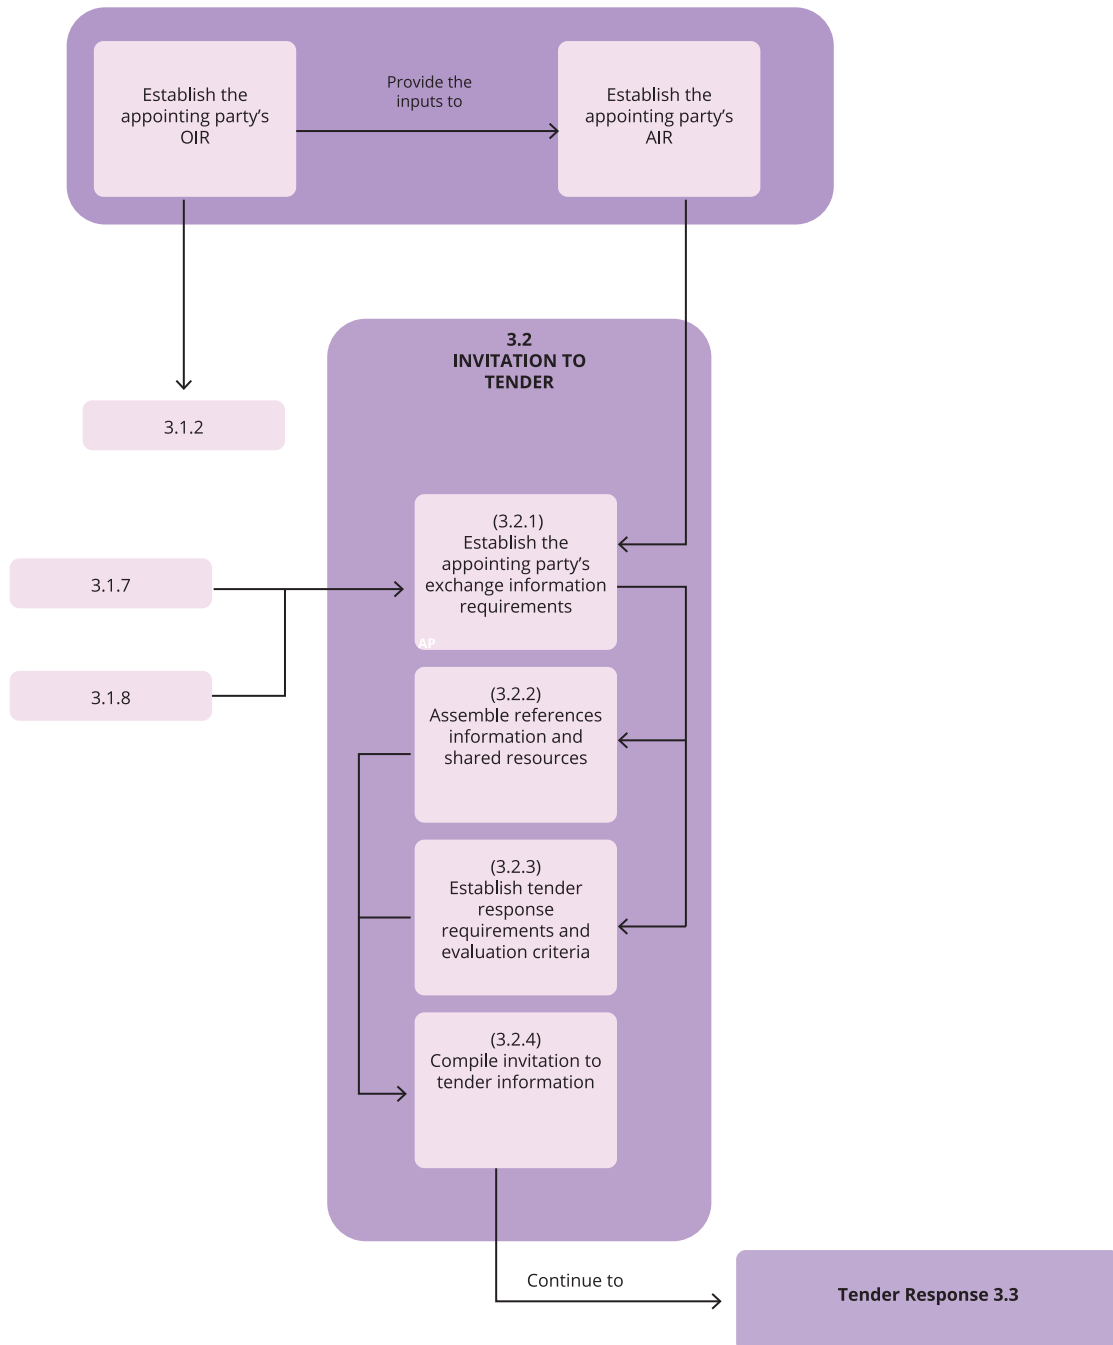 Establish the
appointing party’s
OIR
Provide the
inputs to
Establish the
appointing party’s
AIR
3.2
INVITATION TO
TENDER
3.1.2
(3.2.1)
Establish the
appointing party’s
exchange information
requirements
AP
3.1.7
3.1.8
(3.2.2)
Assemble references
information and
shared resources
(3.2.3)
Establish tender
response
requirements and
evaluation criteria
(3.2.4)
Compile invitation to
tender information
Continue to
Tender Response 3.3